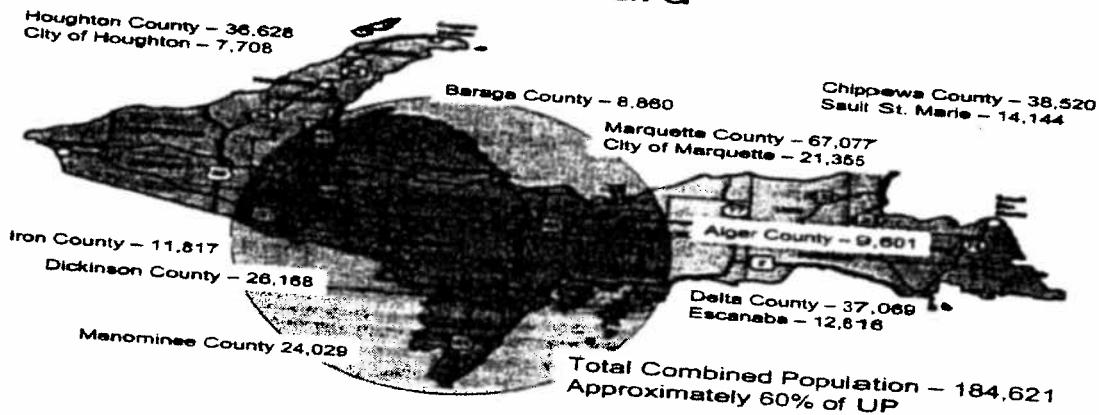 Houghton County – 36,628
City of Houghton – 7,708
Baraga County – 8,860
Chippewa County – 38,520
Sault St. Marie – 14,144
Marquette County – 67,077
City of Marquette – 21,355
Alger County – 9,601
Iron County – 11,817
Dickinson County – 26,168
Delta County – 37,069
Escanaba – 12,616
Menominee County 24,029
Total Combined Population – 184,621
Approximately 60% of UP